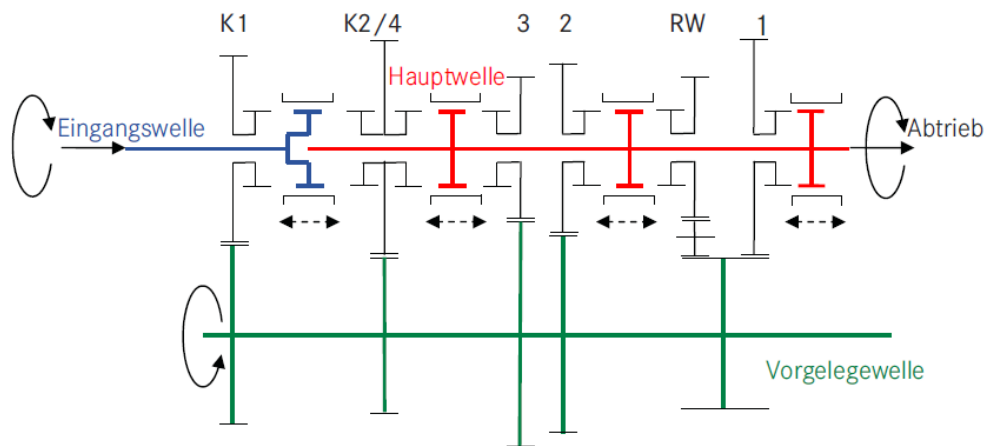 K1 K2/4 3 2 RW 1
Hauptwelle
Eingangswelle
Abtrieb
Vorgelegewelle